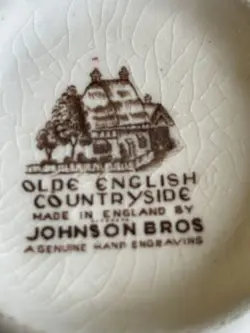 OLDE ENGLISH
COUNTRYSIDE
MADE IN ENGLAND BY
JOHNSON BROS
A GENUINE HAND ENGRAVING